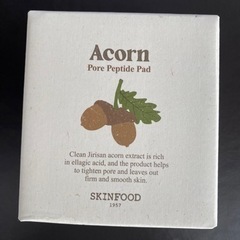 Acorn
Pore Peptide Pad
Clean Jirisan acorn extract is rich
in ellagic acid, and the product helps
to tighten pore and leaves out
firm and smooth skin.
SKINFOOD
1957